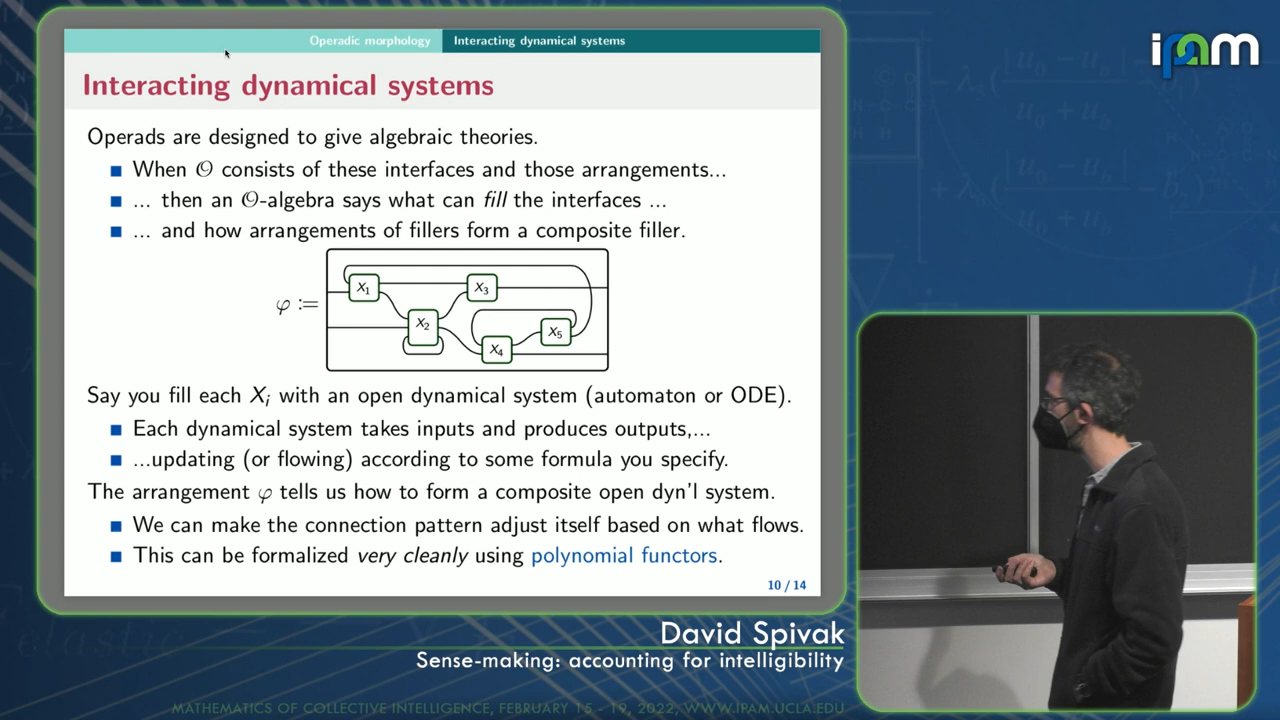 Operadic morphology Interacting dynamical systems
ipam
Interacting dynamical systems
Operads are designed to give algebraic theories.
■ When 𝒪 consists of these interfaces and those arrangements...
■ ... then an 𝒪-algebra says what can fill the interfaces ...
■ ... and how arrangements of fillers form a composite filler.
φ :=
X₁ X₃
X₂ X₅
X₄
Say you fill each Xᵢ with an open dynamical system (automaton or ODE).
■ Each dynamical system takes inputs and produces outputs,...
■ ...updating (or flowing) according to some formula you specify.
The arrangement φ tells us how to form a composite open dyn'l system.
■ We can make the connection pattern adjust itself based on what flows.
■ This can be formalized very cleanly using polynomial functors.
10 / 14
David Spivak
Sense-making: accounting for intelligibility
MATHEMATICS OF COLLECTIVE INTELLIGENCE, FEBRUARY 15 - 19, 2022, WWW.IPAM.UCLA.EDU